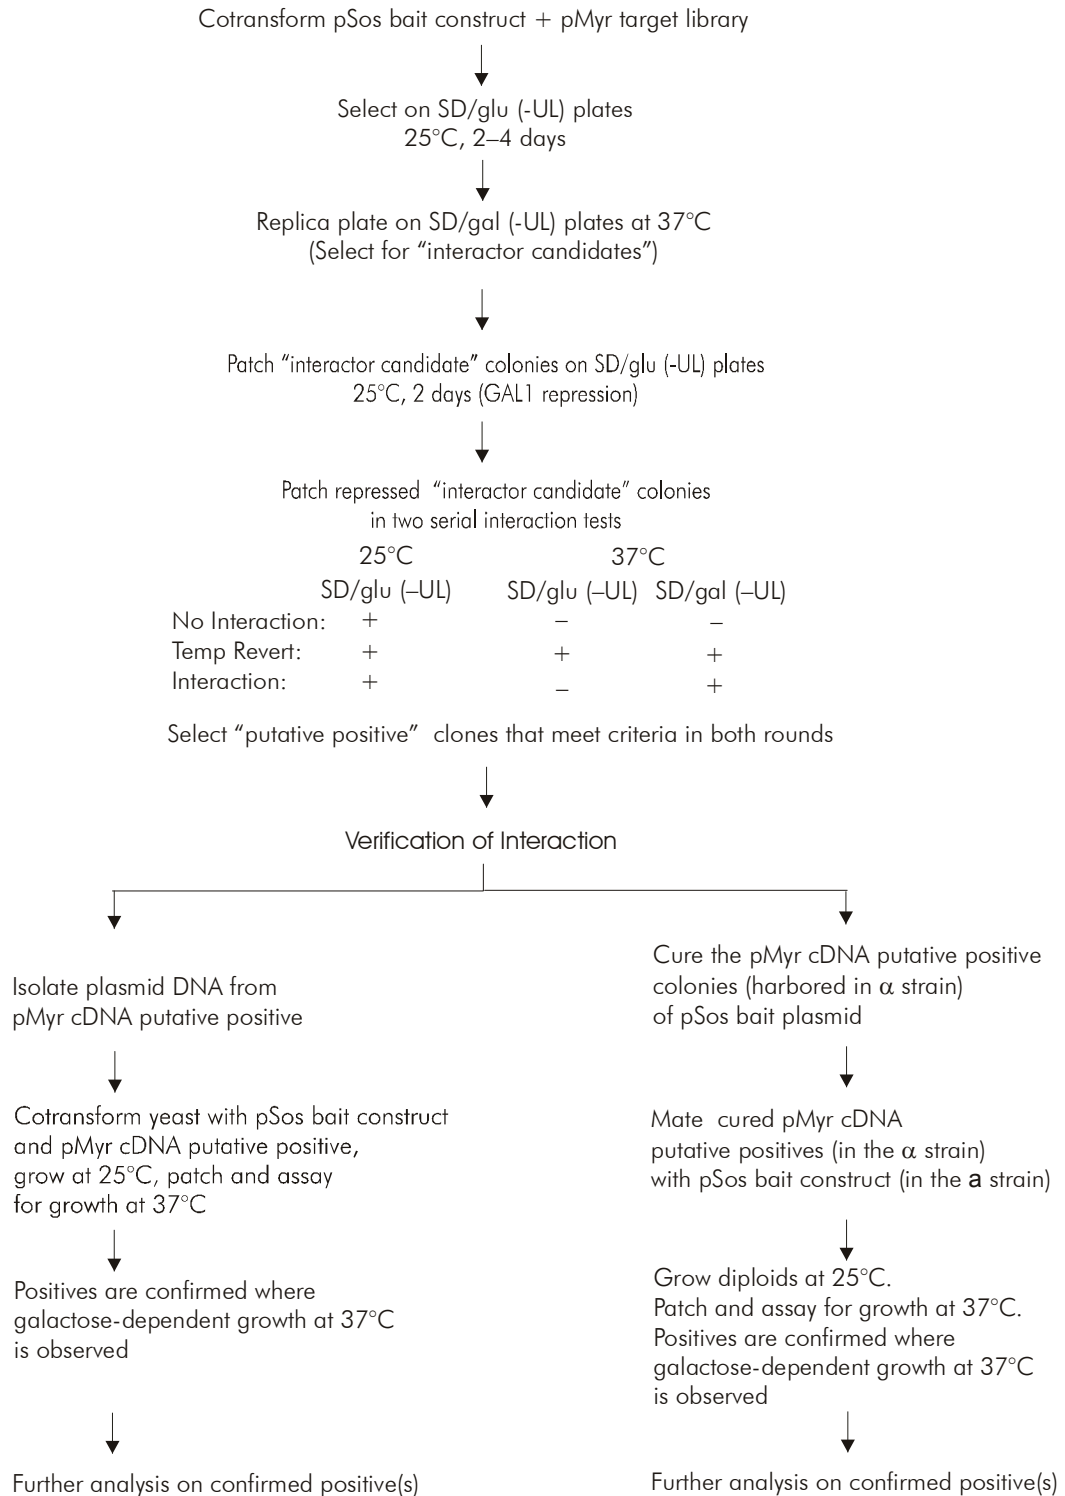 Cotransform pSos bait construct + pMyr target library
Select on SD/glu (-UL) plates
25°C, 2–4 days
Replica plate on SD/gal (-UL) plates at 37°C
(Select for “interactor candidates”)
Patch “interactor candidate” colonies on SD/glu (-UL) plates
25°C, 2 days (GAL1 repression)
Patch repressed “interactor candidate” colonies
in two serial interaction tests
25°C 37°C
SD/glu (–UL) SD/glu (–UL) SD/gal (–UL)
No Interaction: + – –
Temp Revert: + + +
Interaction: + – +
Select “putative positive” clones that meet criteria in both rounds
Verification of Interaction
Isolate plasmid DNA from
pMyr cDNA putative positive
Cotransform yeast with pSos bait construct
and pMyr cDNA putative positive,
grow at 25°C, patch and assay
for growth at 37°C
Positives are confirmed where
galactose-dependent growth at 37°C
is observed
Further analysis on confirmed positive(s)
Cure the pMyr cDNA putative positive
colonies (harbored in α strain)
of pSos bait plasmid
Mate cured pMyr cDNA
putative positives (in the α strain)
with pSos bait construct (in the a strain)
Grow diploids at 25°C.
Patch and assay for growth at 37°C.
Positives are confirmed where
galactose-dependent growth at 37°C
is observed
Further analysis on confirmed positive(s)